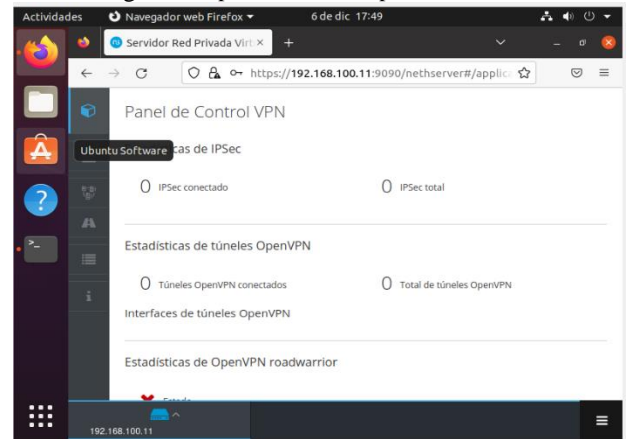 Actividades Navegador web Firefox 6 de dic 17:49
Servidor Red Privada Virt
https://192.168.100.11:9090/nethserver#/applic
Panel de Control VPN
Ubuntu Software cas de IPSec
0 IPSec conectado 0 IPSec total
Estadísticas de túneles OpenVPN
0 Túneles OpenVPN conectados 0 Total de túneles OpenVPN
Interfaces de túneles OpenVPN
Estadísticas de OpenVPN roadwarrior
192.168.100.11